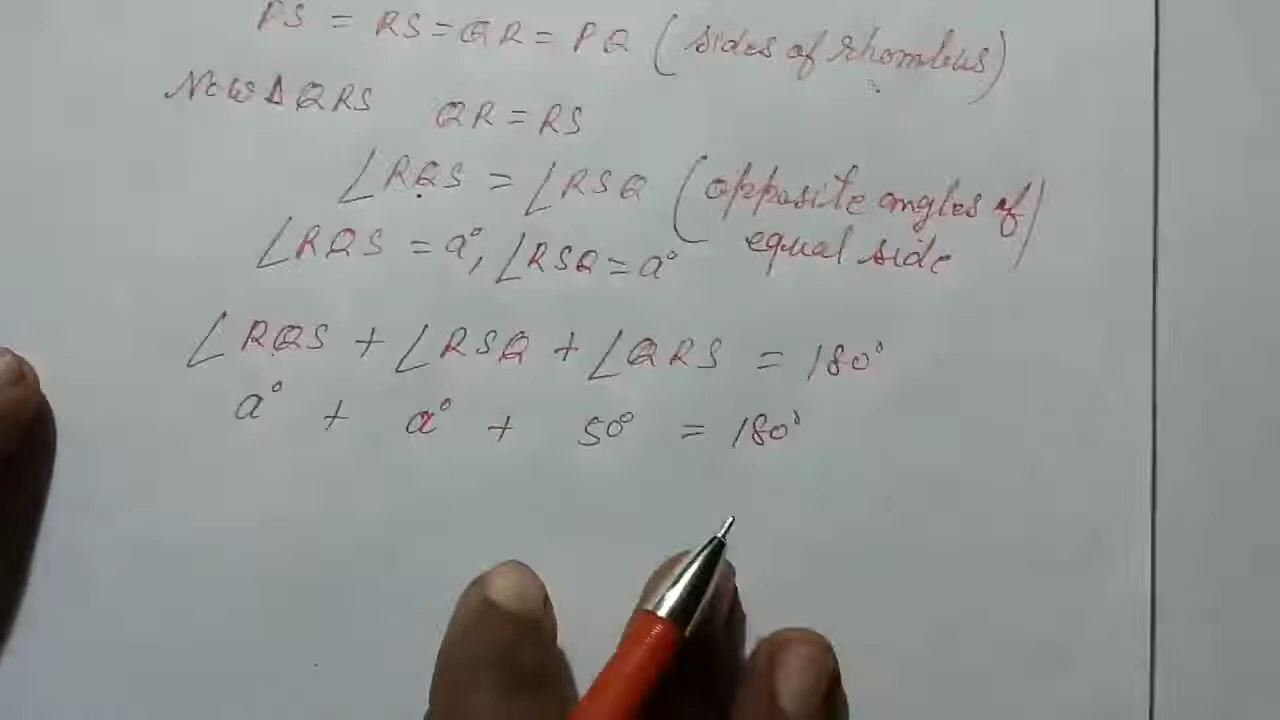 PS = RS = QR = PQ (sides of rhombus)
Now Δ QRS QR = RS
∠RQS = ∠RSQ (opposite angles of equal side)
∠RQS = a°, ∠RSQ = a°
∠RQS + ∠RSQ + ∠QRS = 180°
a° + a° + 50° = 180°